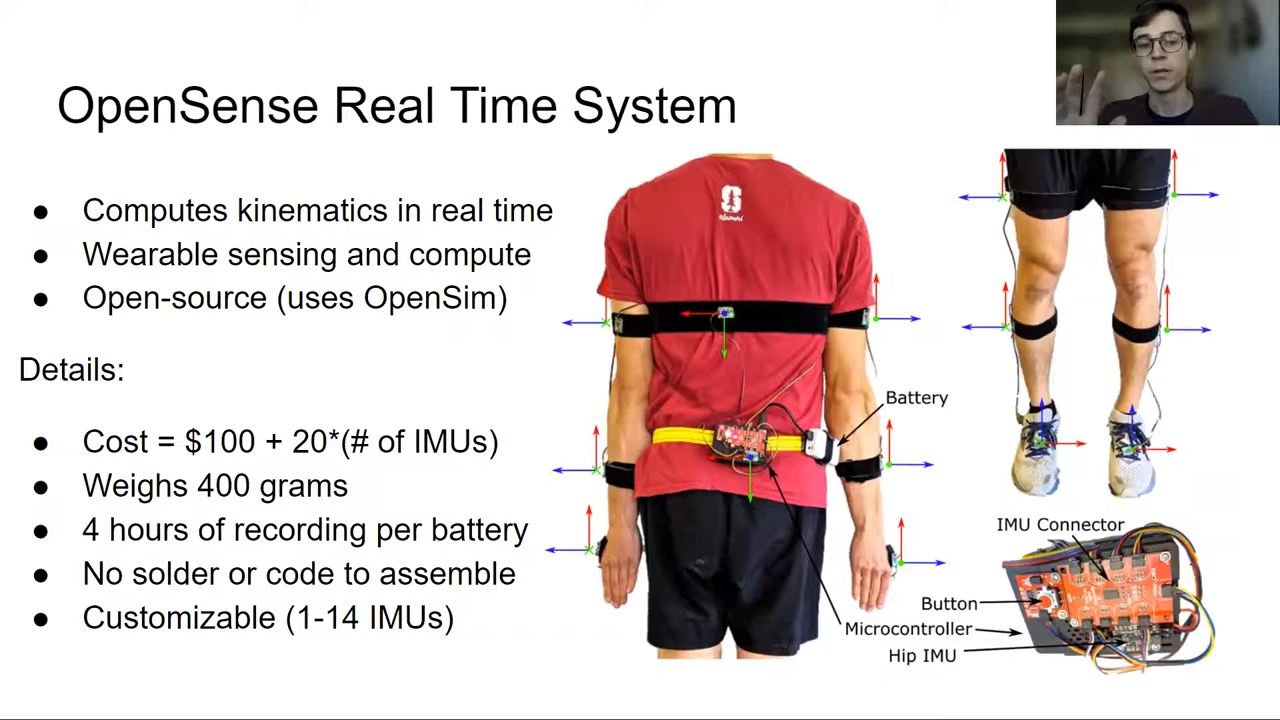 OpenSense Real Time System
● Computes kinematics in real time
● Wearable sensing and compute
● Open-source (uses OpenSim)
Details:
● Cost = $100 + 20*(# of IMUs)
● Weighs 400 grams
● 4 hours of recording per battery
● No solder or code to assemble
● Customizable (1-14 IMUs)
S
alumni
Battery
IMU Connector
Button
Microcontroller
Hip IMU